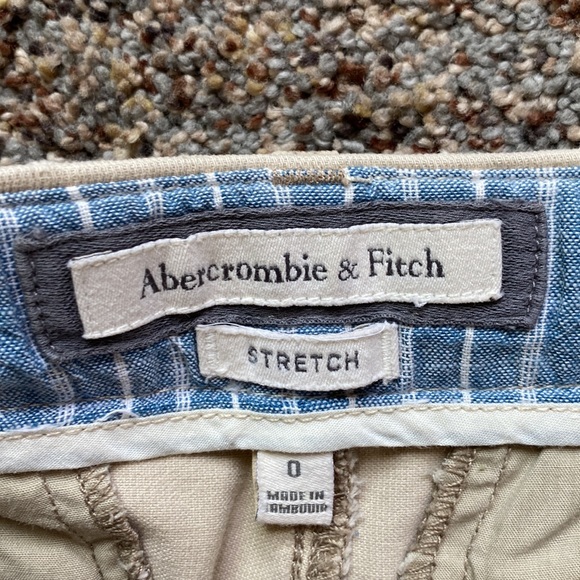 Abercrombie & Fitch
STRETCH
0
MADE IN
CAMBODIA